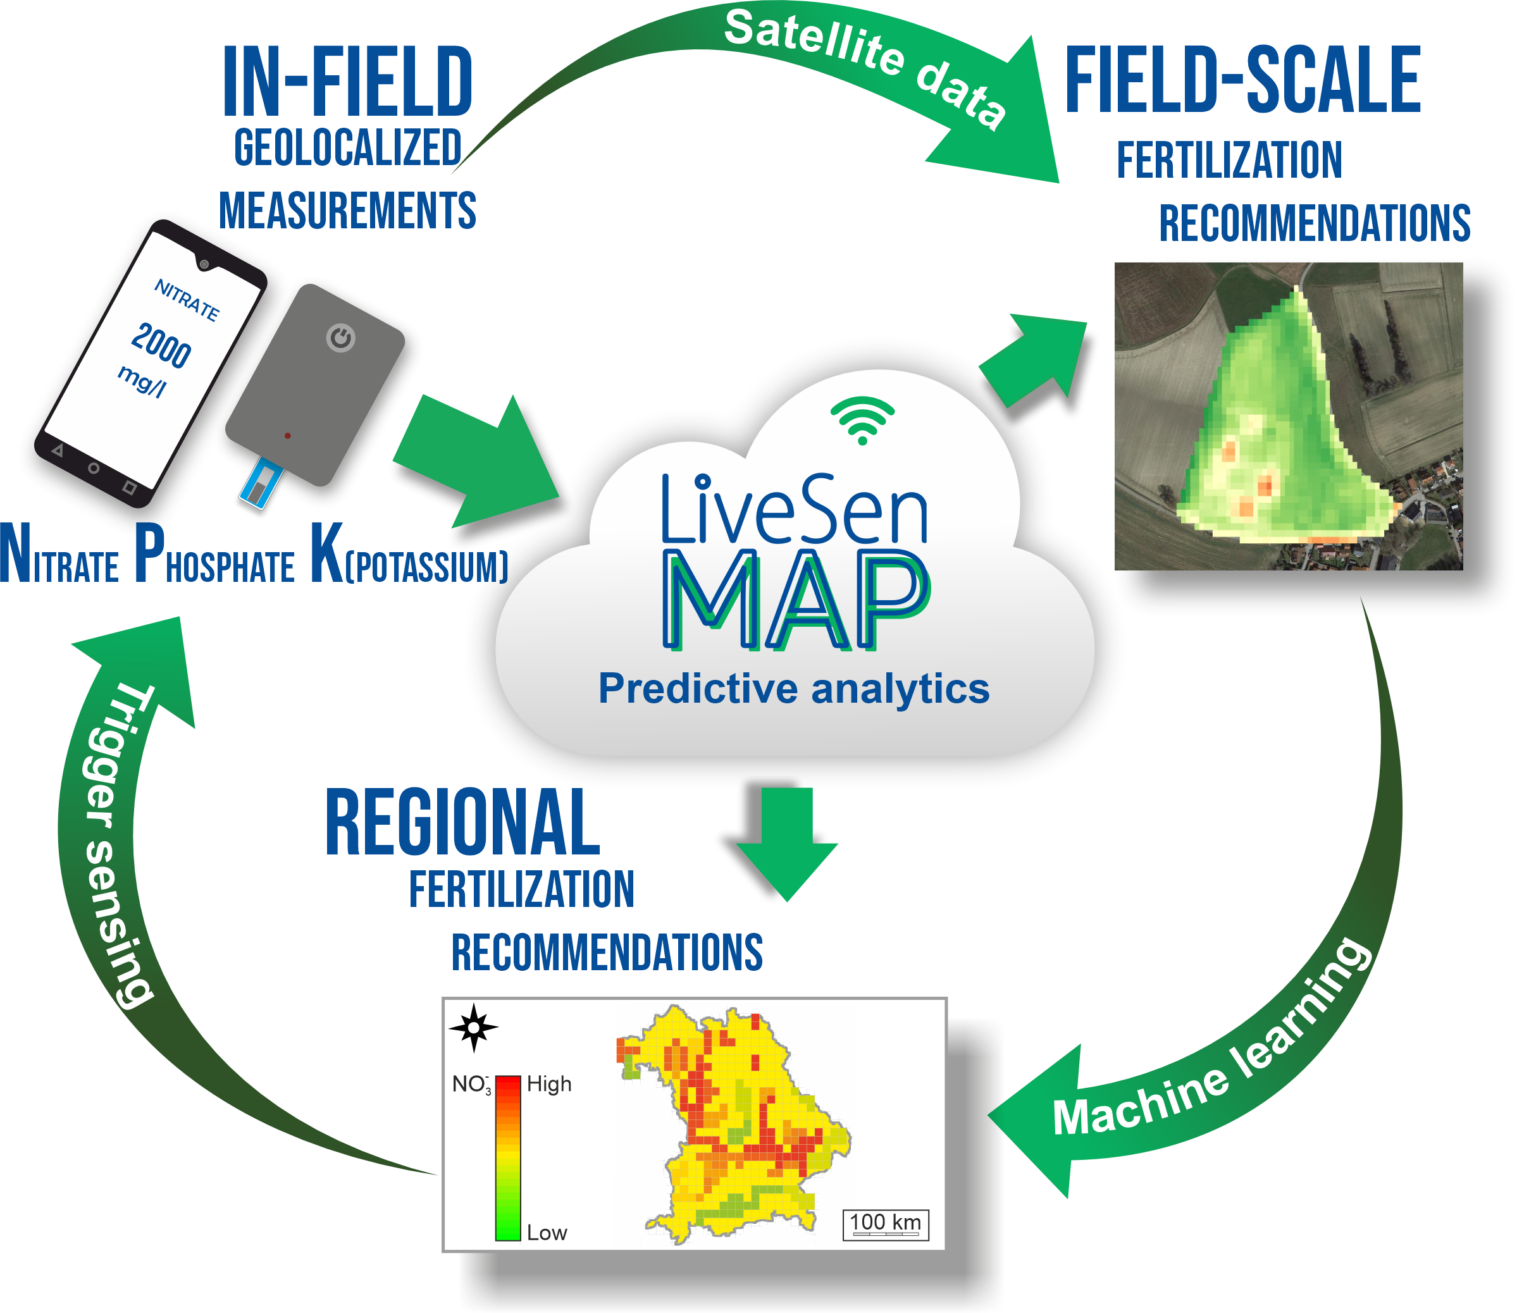 Satellite data
IN-FIELD
GEOLOCALIZED
MEASUREMENTS
FIELD-SCALE
FERTILIZATION
RECOMMENDATIONS
NITRATE
2000
mg/l
NITRATE PHOSPHATE K(POTASSIUM)
LiveSen
MAP
Predictive analytics
Trigger sensing
REGIONAL
FERTILIZATION
RECOMMENDATIONS
Machine learning
NO₃⁻ High
Low
100 km